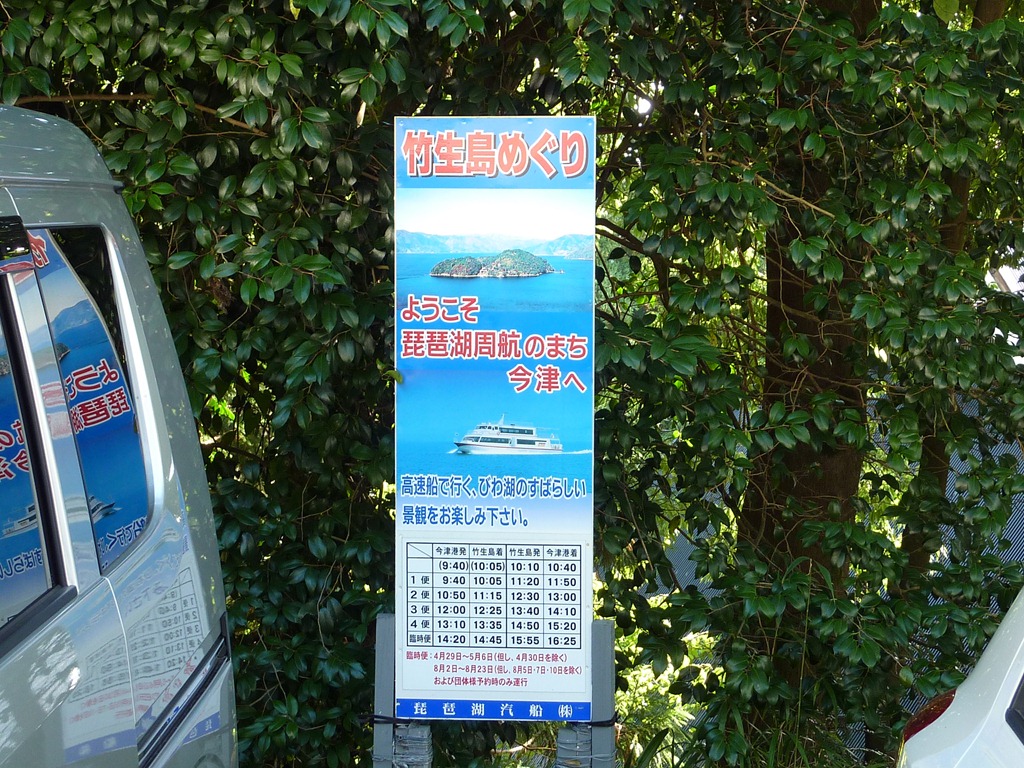 竹生島めぐり
ようこそ
琵琶湖周航のまち
今津へ
高速船で行く、びわ湖のすばらしい
景観をお楽しみ下さい。
今津港発 竹生島着 竹生島発 今津港着
(9:40) (10:05) 10:10 10:40
1便 9:40 10:05 11:20 11:50
2便 10:50 11:15 12:30 13:00
3便 12:00 12:25 13:40 14:10
4便 13:10 13:35 14:50 15:20
臨時便 14:20 14:45 15:55 16:25
臨時便：4月29日～5月6日(但し、4月30日を除く)
8月2日～8月23日(但し、8月5日・7日・10日を除く)
および団体様予約時のみ運行
琵琶湖汽船㈱